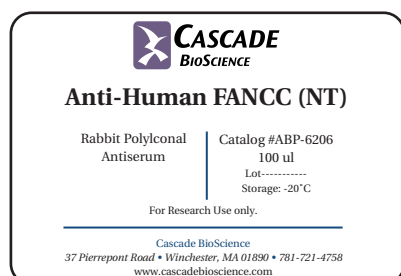 CASCADE
BIOSCIENCE
Anti-Human FANCC (NT)
Rabbit Polylconal
Antiserum
Catalog #ABP-6206
100 ul
Lot-----------
Storage: -20˚C
For Research Use only.
Cascade BioScience
37 Pierrepont Road • Winchester, MA 01890 • 781-721-4758
www.cascadebioscience.com